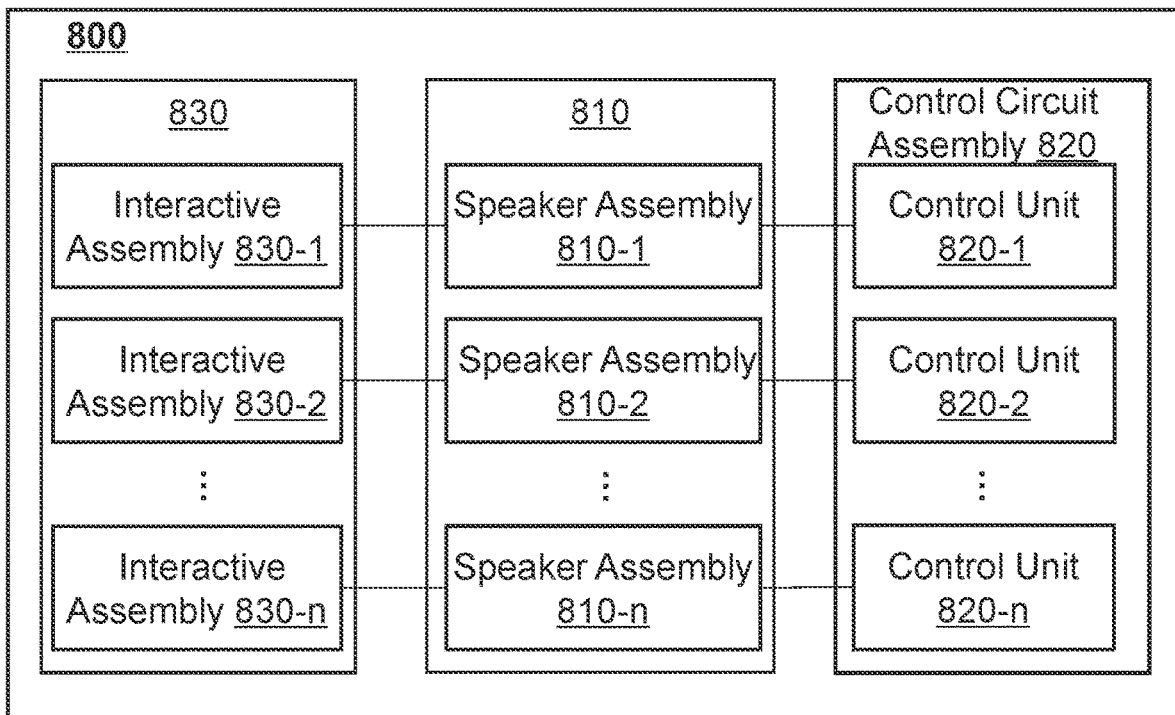 800
830
Interactive
Assembly 830-1
Interactive
Assembly 830-2
⋮
Interactive
Assembly 830-n
810
Speaker Assembly
810-1
Speaker Assembly
810-2
⋮
Speaker Assembly
810-n
Control Circuit
Assembly 820
Control Unit
820-1
Control Unit
820-2
⋮
Control Unit
820-n